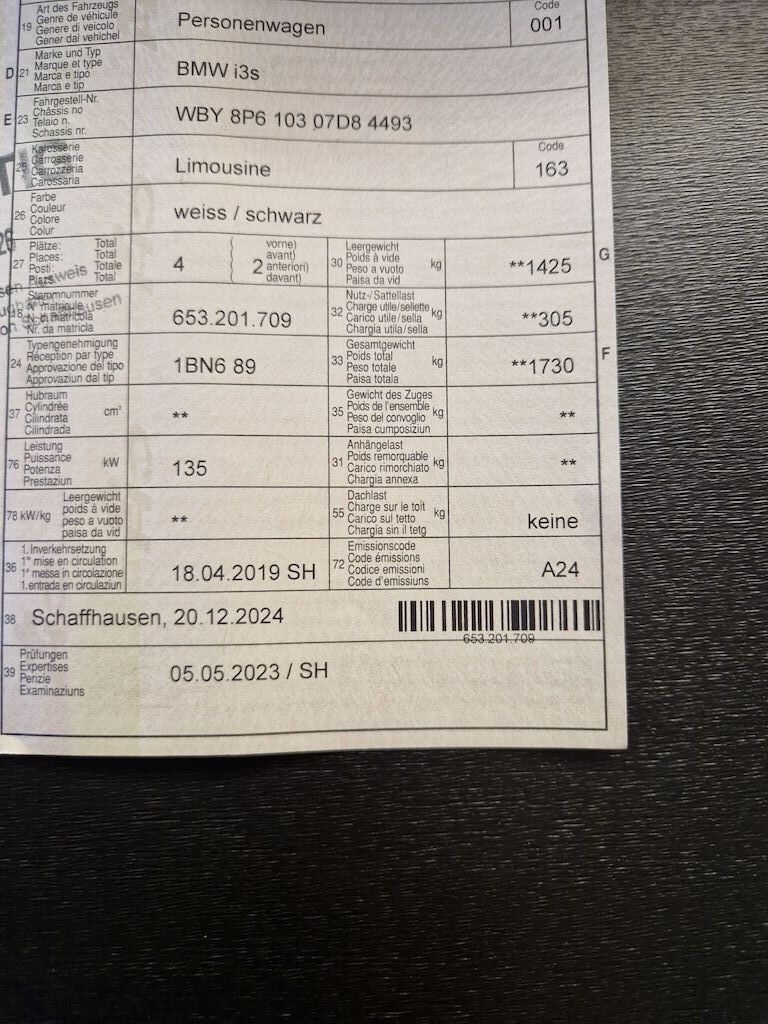 Art des Fahrzeugs
Genre de véhicule
Genere di veicolo
Gener dal vehichel
19
Personenwagen
Code
001
D
21
Marke und Typ
Marque et type
Marca e tipo
Marca e tip
BMW i3s
E
23
Fahrgestell-Nr.
Châssis no
Telaio n.
Schassis nr.
WBY 8P6 103 07D8 4493
25
Karosserie
Carrosserie
Carrozzeria
Carossaria
Limousine
Code
163
26
Farbe
Couleur
Colore
Colur
weiss / schwarz
27
Plätze: Total
Places: Total
Posti: Totale
Plazs: Total
4
2
vorne)
avant)
anteriori)
davant)
30
Leergewicht
Poids à vide
Peso a vuoto
Paisa da vid
kg
**1425
G
18
Stammnummer
N° matricule
N. di matricola
Nr. da matricla
653.201.709
32
Nutz-/Sattellast
Charge utile/sellette
Carico utile/sella
Chargia utila/sella
kg
**305
24
Typengenehmigung
Réception par type
Approvazione del tipo
Approvaziun dal tip
1BN6 89
33
Gesamtgewicht
Poids total
Peso totale
Paisa totala
kg
**1730
F
37
Hubraum
Cylindrée
Cilindrata
Cilindrada
cm³
**
35
Gewicht des Zuges
Poids de l'ensemble
Peso del convoglio
Paisa cumposiziun
kg
**
76
Leistung
Puissance
Potenza
Prestaziun
kW
135
31
Anhängelast
Poids remorquable
Carico rimorchiato
Chargia annexa
kg
**
78 kW/kg
Leergewicht
poids à vide
peso a vuoto
paisa da vid
**
55
Dachlast
Charge sur le toit
Carico sul tetto
Chargia sin il tetg
kg
keine
36
1. Inverkehrsetzung
1re mise en circulation
1a messa in circolazione
1. entrada en circulaziun
18.04.2019 SH
72
Emissionscode
Code émissions
Codice emissioni
Code d'emissiuns
A24
38
Schaffhausen, 20.12.2024
653.201.709
39
Prüfungen
Expertises
Perizie
Examinaziuns
05.05.2023 / SH